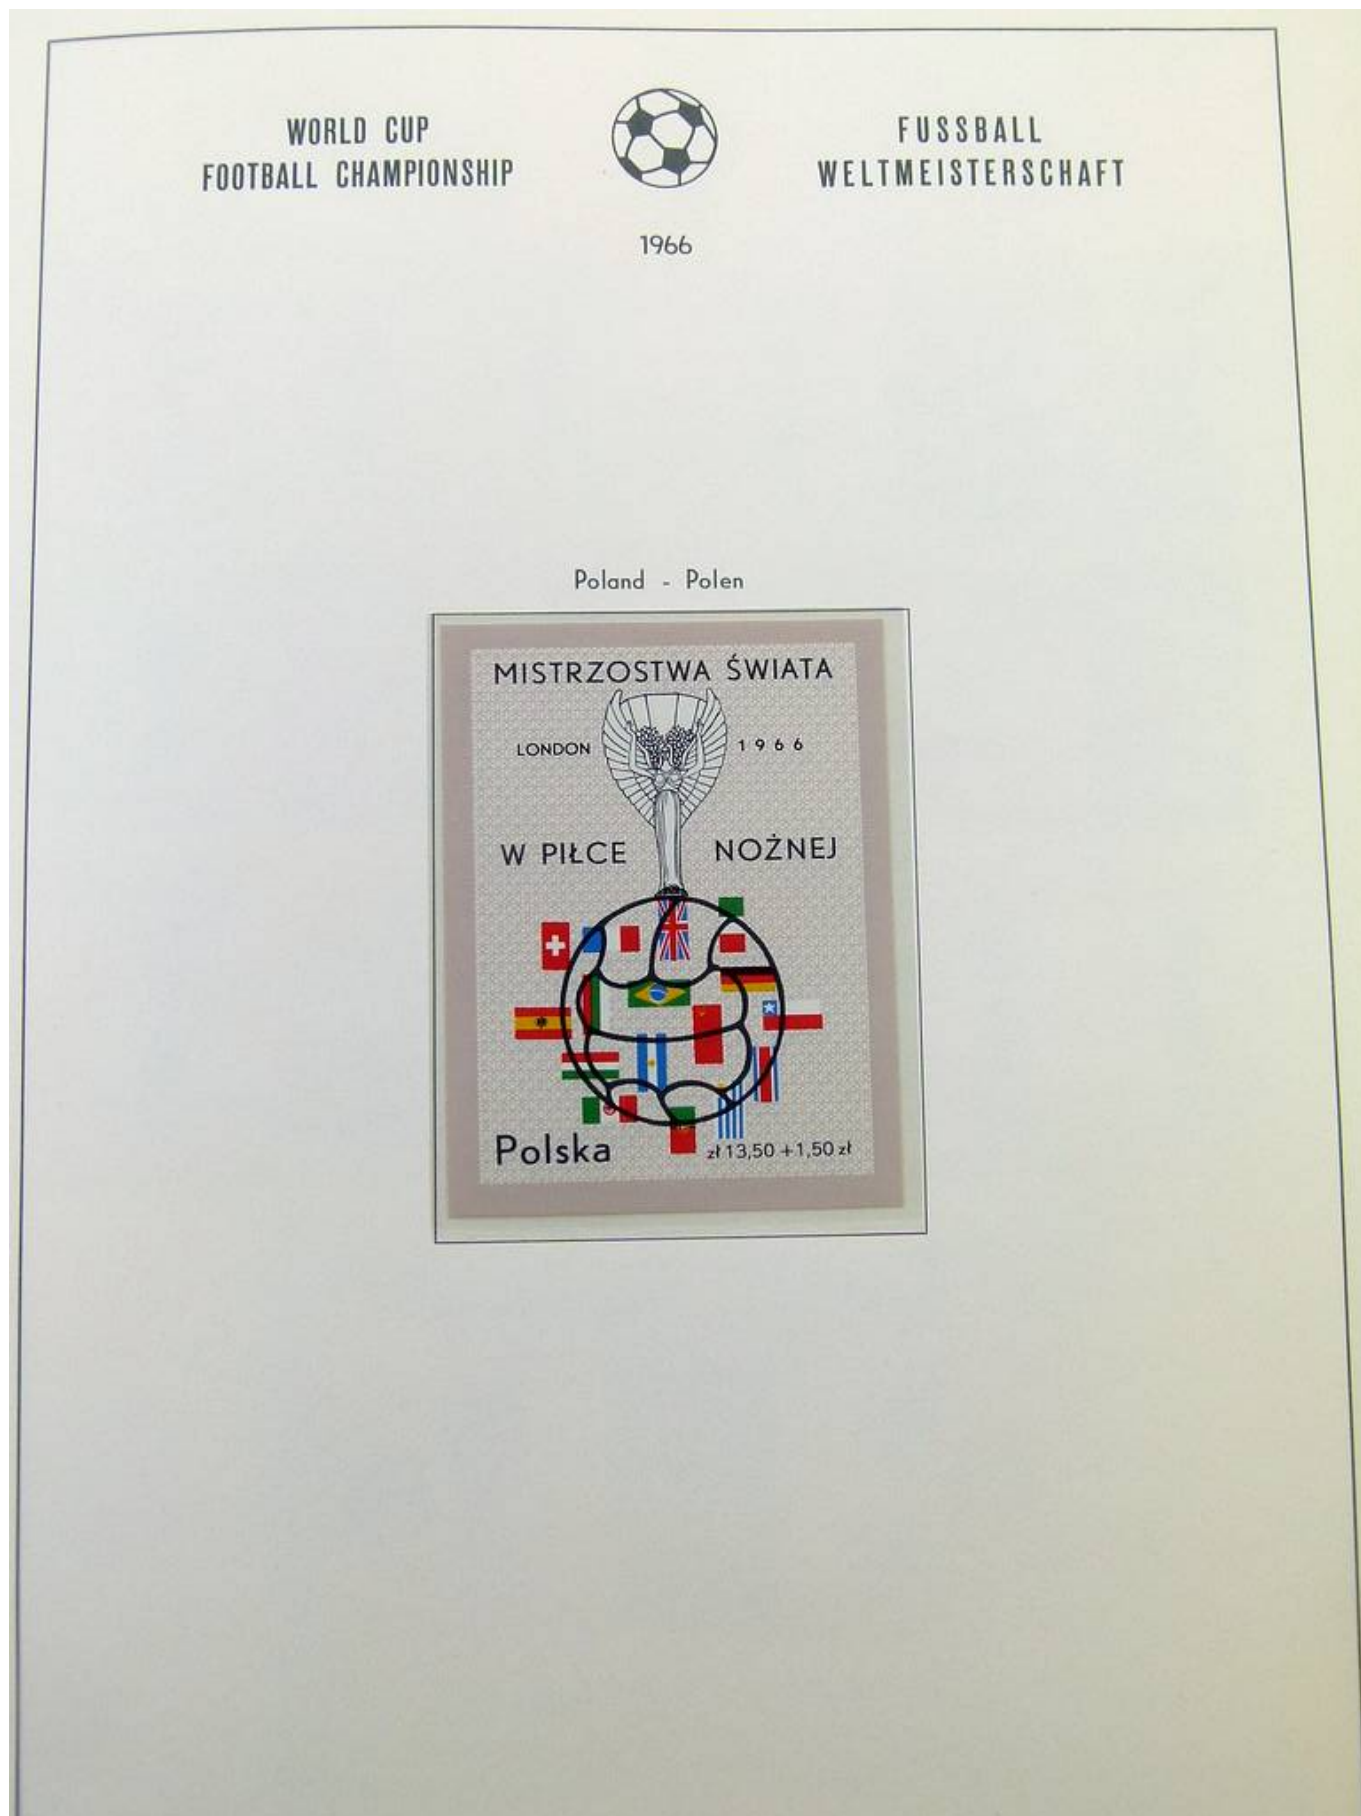 WORLD CUP
FOOTBALL CHAMPIONSHIP
FUSSBALL
WELTMEISTERSCHAFT
1966
Poland - Polen
MISTRZOSTWA ŚWIATA
LONDON 1966
W PIŁCE NOŻNEJ
Polska zł 13,50 + 1,50 zł